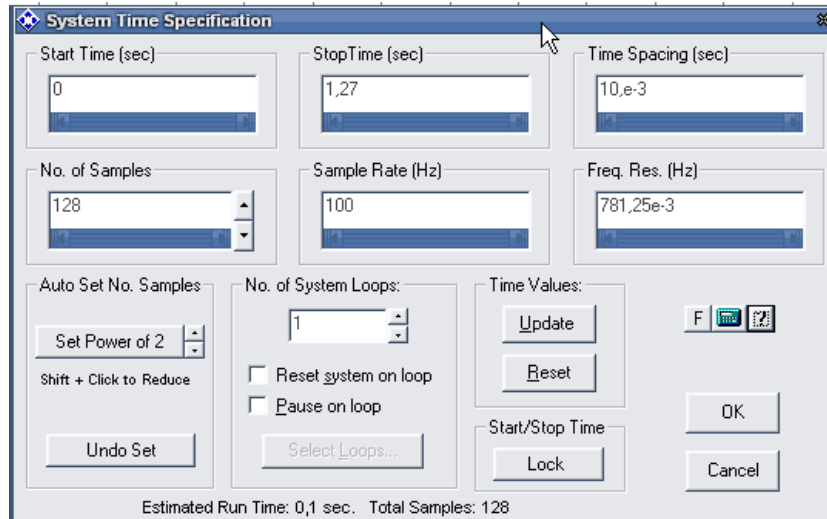 System Time Specification
Start Time (sec)
StopTime (sec)
Time Spacing (sec)
0
1,27
10,e-3
No. of Samples
Sample Rate (Hz)
Freq. Res. (Hz)
128
100
781,25e-3
Auto Set No. Samples
No. of System Loops:
Time Values:
1
Update
F
Set Power of 2
Shift + Click to Reduce
Reset system on loop
Reset
Pause on loop
OK
Start/Stop Time
Undo Set
Select Loops...
Lock
Cancel
Estimated Run Time: 0,1 sec. Total Samples: 128